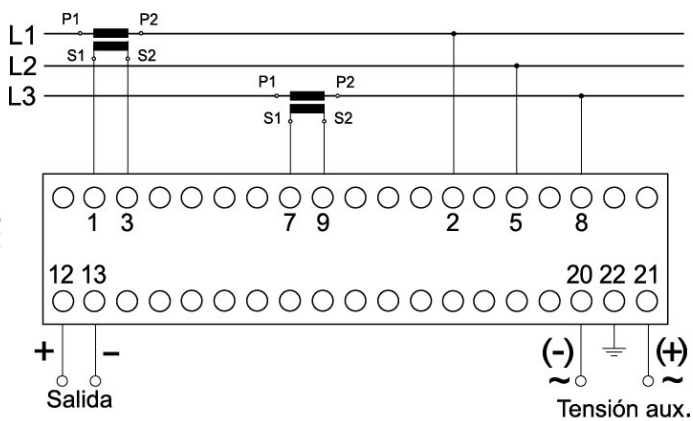 P1 P2
L1
S1 S2
L2
P1 P2
L3
S1 S2
1 3 7 9 2 5 8
12 13 20 22 21
+ − (-) (+)
~ ~
Salida
Tensión aux.